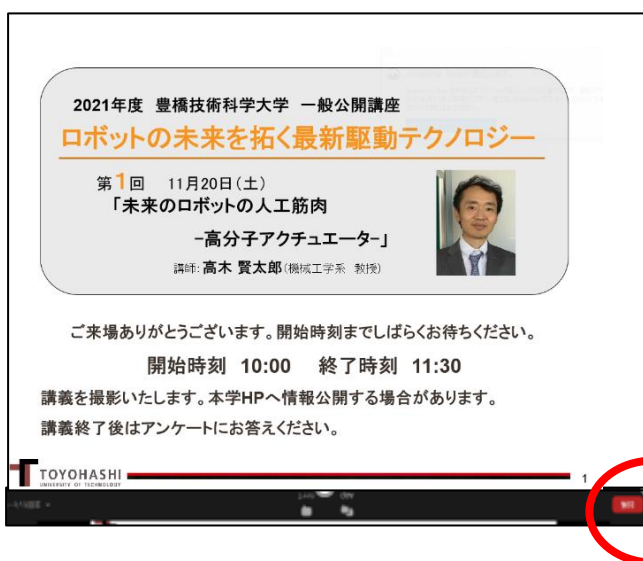 2021年度 豊橋技術科学大学 一般公開講座
ロボットの未来を拓く最新駆動テクノロジー
第1回 11月20日(土)
「未来のロボットの人工筋肉
-高分子アクチュエータ-」
講師: 高木 賢太郎(機械工学系 教授)
ご来場ありがとうございます。開始時刻までしばらくお待ちください。
開始時刻 10:00 終了時刻 11:30
講義を撮影いたします。本学HPへ情報公開する場合があります。
講義終了後はアンケートにお答えください。
TOYOHASHI
UNIVERSITY OF TECHNOLOGY
1
dev